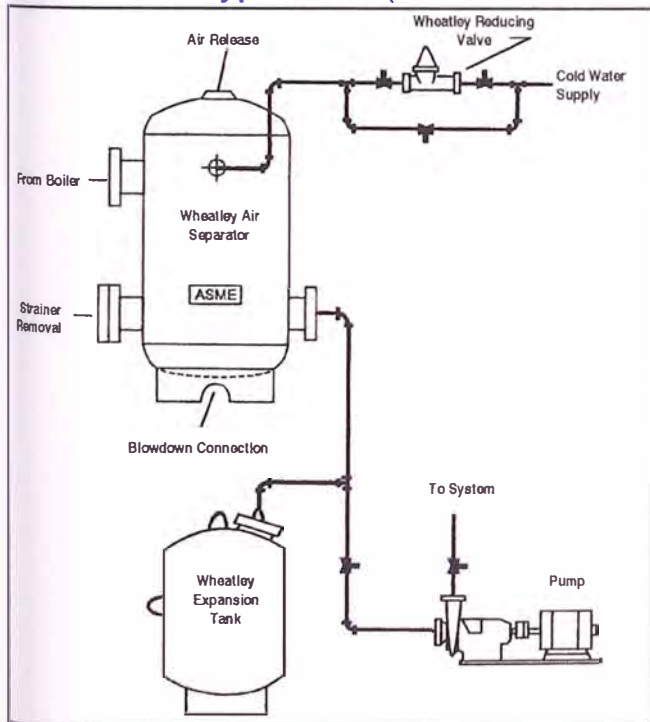 Air Release
Wheatley Reducing
Valve
Cold Water
Supply
From Boiler
Wheatley Air
Separator
ASME
Strainer
Removal
Blowdown Connection
To System
Wheatley
Expansion
Tank
Pump